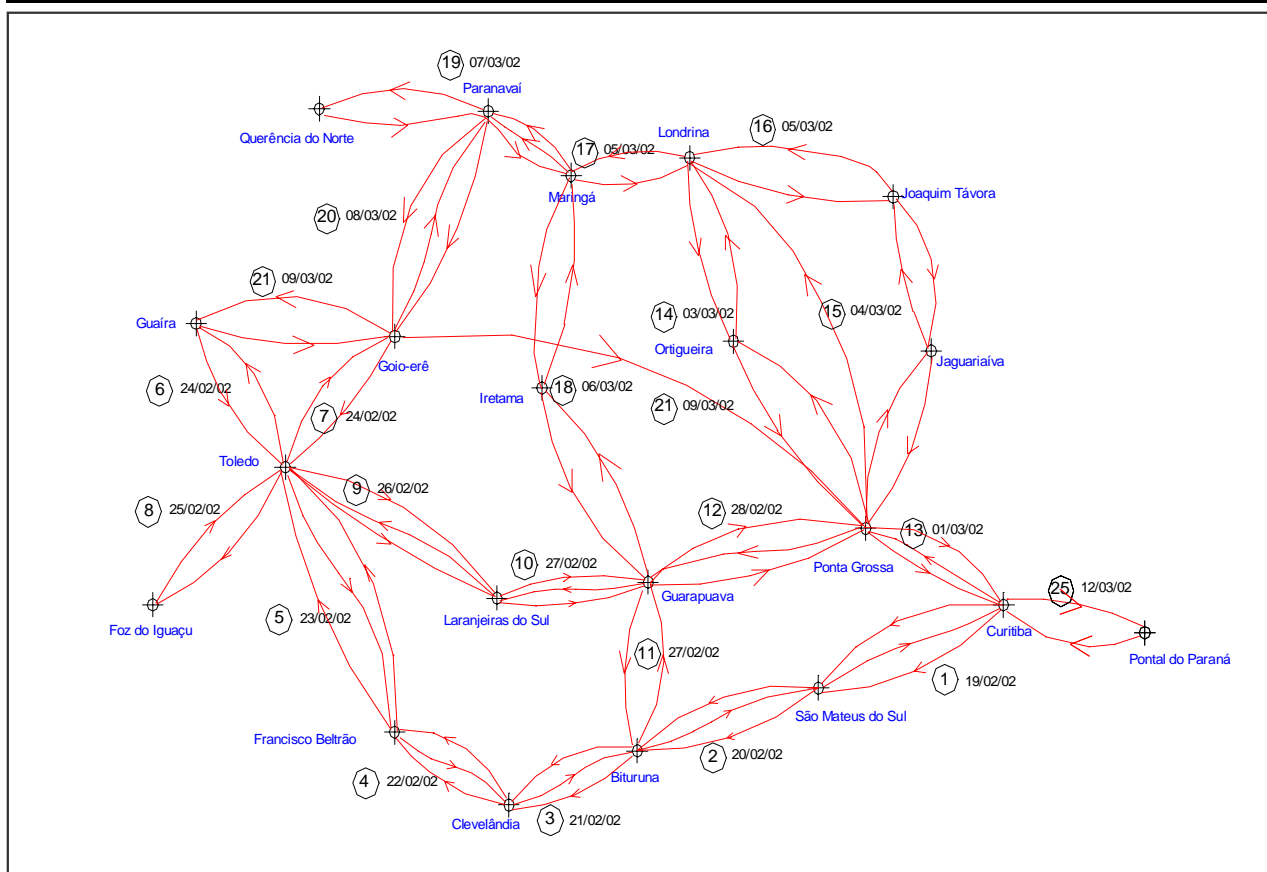 19 07/03/02
Paranavaí
Querência do Norte
Londrina
16 05/03/02
17 05/03/02
Maringá
Joaquim Távora
20 08/03/02
21 09/03/02
Guaíra
Goio-erê
14 03/03/02
Ortigueira
15 04/03/02
Jaguariaíva
6 24/02/02
Iretama
18 06/03/02
21 09/03/02
7 24/02/02
Toledo
9 26/02/02
8 25/02/02
12 28/02/02
13 01/03/02
Ponta Grossa
10 27/02/02
Guarapuava
25 12/03/02
Foz do Iguaçu
5 23/02/02
Laranjeiras do Sul
Curitiba
Pontal do Paraná
11 27/02/02
1 19/02/02
São Mateus do Sul
Francisco Beltrão
2 20/02/02
Bituruna
4 22/02/02
3 21/02/02
Clevelândia